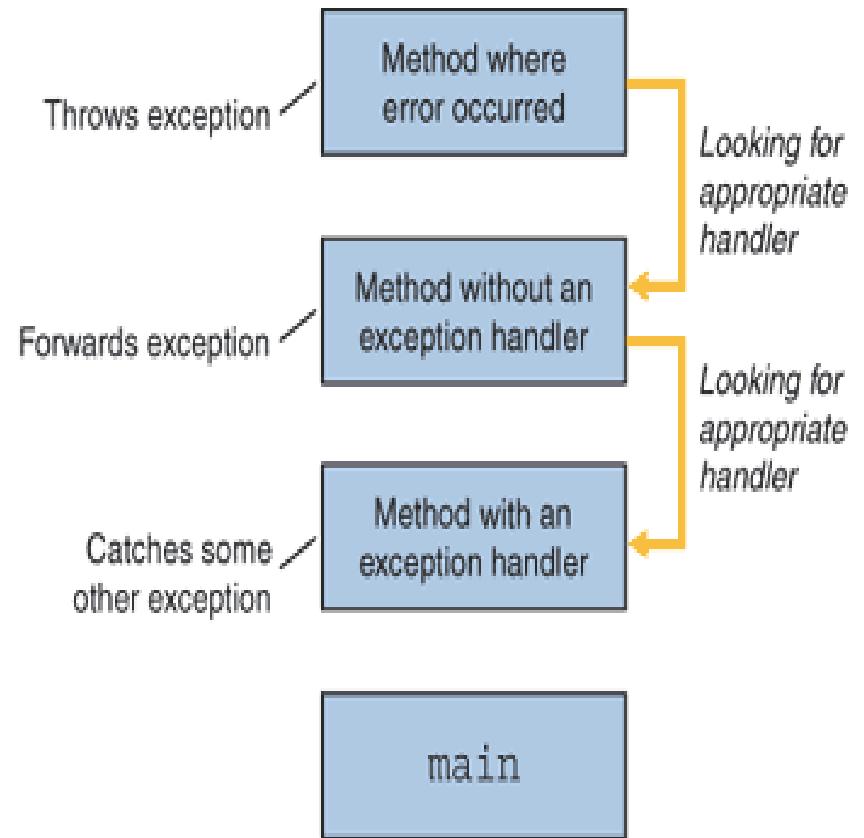 Method where
error occurred
Throws exception
Looking for
appropriate
handler
Method without an
exception handler
Forwards exception
Looking for
appropriate
handler
Method with an
exception handler
Catches some
other exception
main